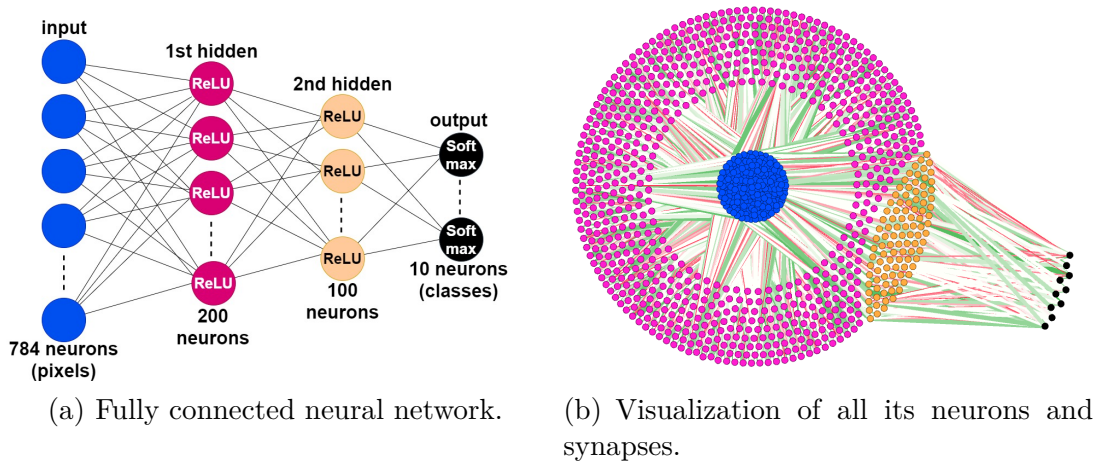 input
1st hidden
2nd hidden
output
ReLU
ReLU
ReLU
ReLU
ReLU
ReLU
ReLU
Soft
max
Soft
max
784 neurons
(pixels)
200
neurons
100
neurons
10 neurons
(classes)
(a) Fully connected neural network.
(b) Visualization of all its neurons and
synapses.